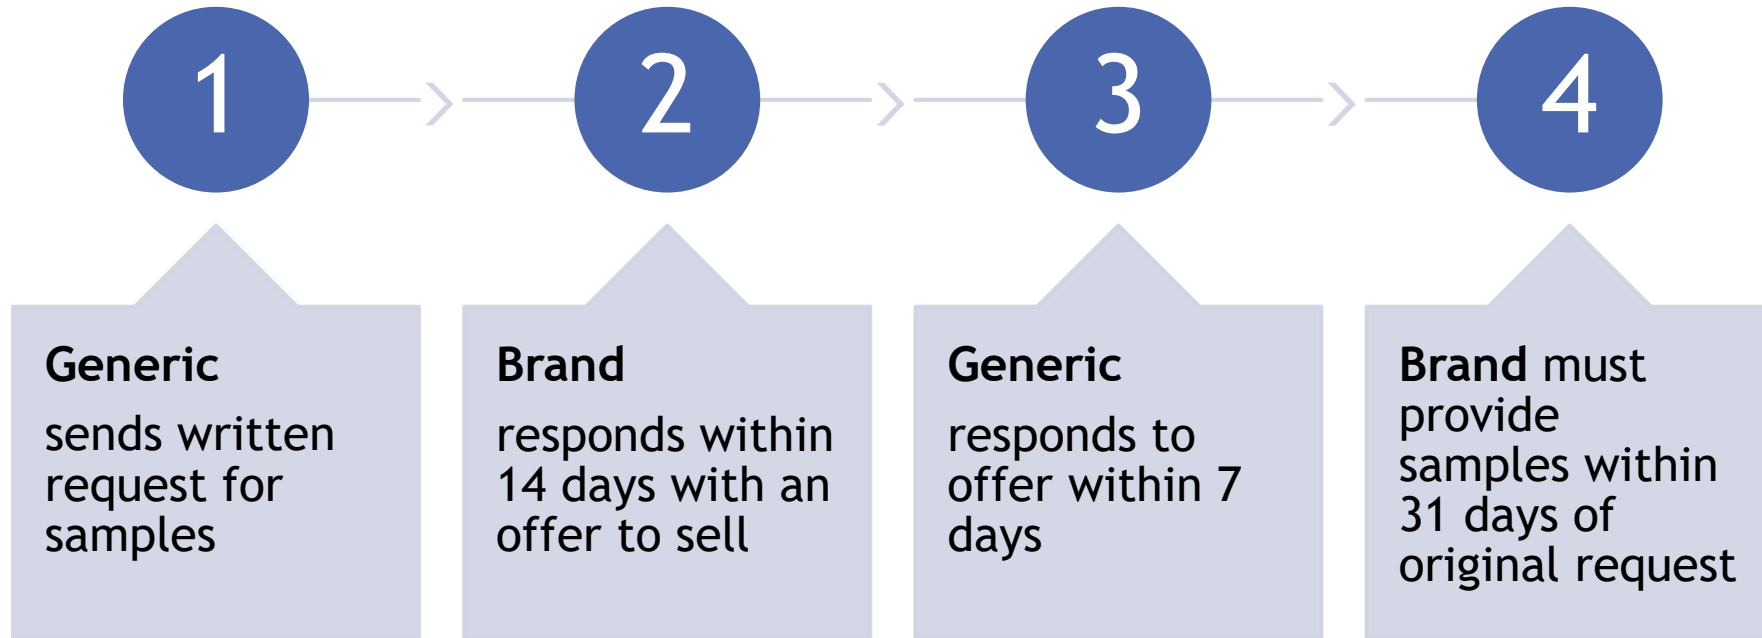 1
2
3
4
Generic
sends written
request for
samples
Brand
responds within
14 days with an
offer to sell
Generic
responds to
offer within 7
days
Brand must
provide
samples within
31 days of
original request